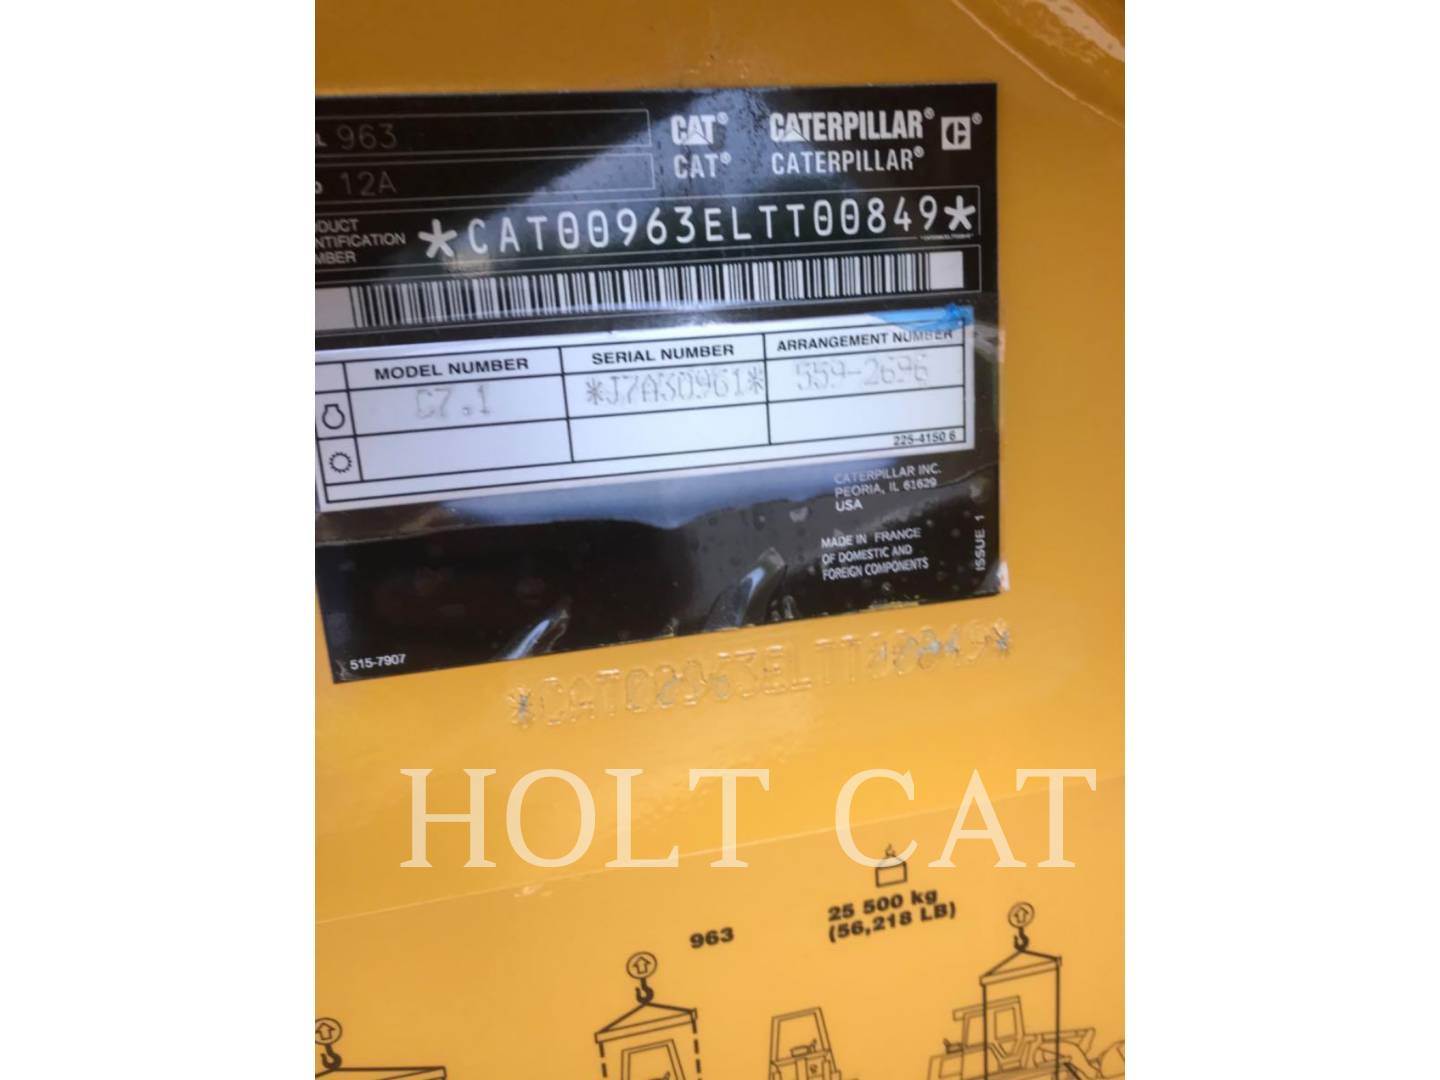 963
CAT® CATERPILLAR®
12A
CAT® CATERPILLAR®
*CAT00963ELTT00849*
MODEL NUMBER SERIAL NUMBER ARRANGEMENT NUMBER
C7.1 *J7A30961* 559-2696
225-4150 6
CATERPILLAR INC.
PEORIA, IL 61629
USA
MADE IN FRANCE
OF DOMESTIC AND
FOREIGN COMPONENTS
ISSUE 1
515-7907
*CAT00963ELTT00849*
HOLT CAT
963
25 500 kg
(56,218 LB)